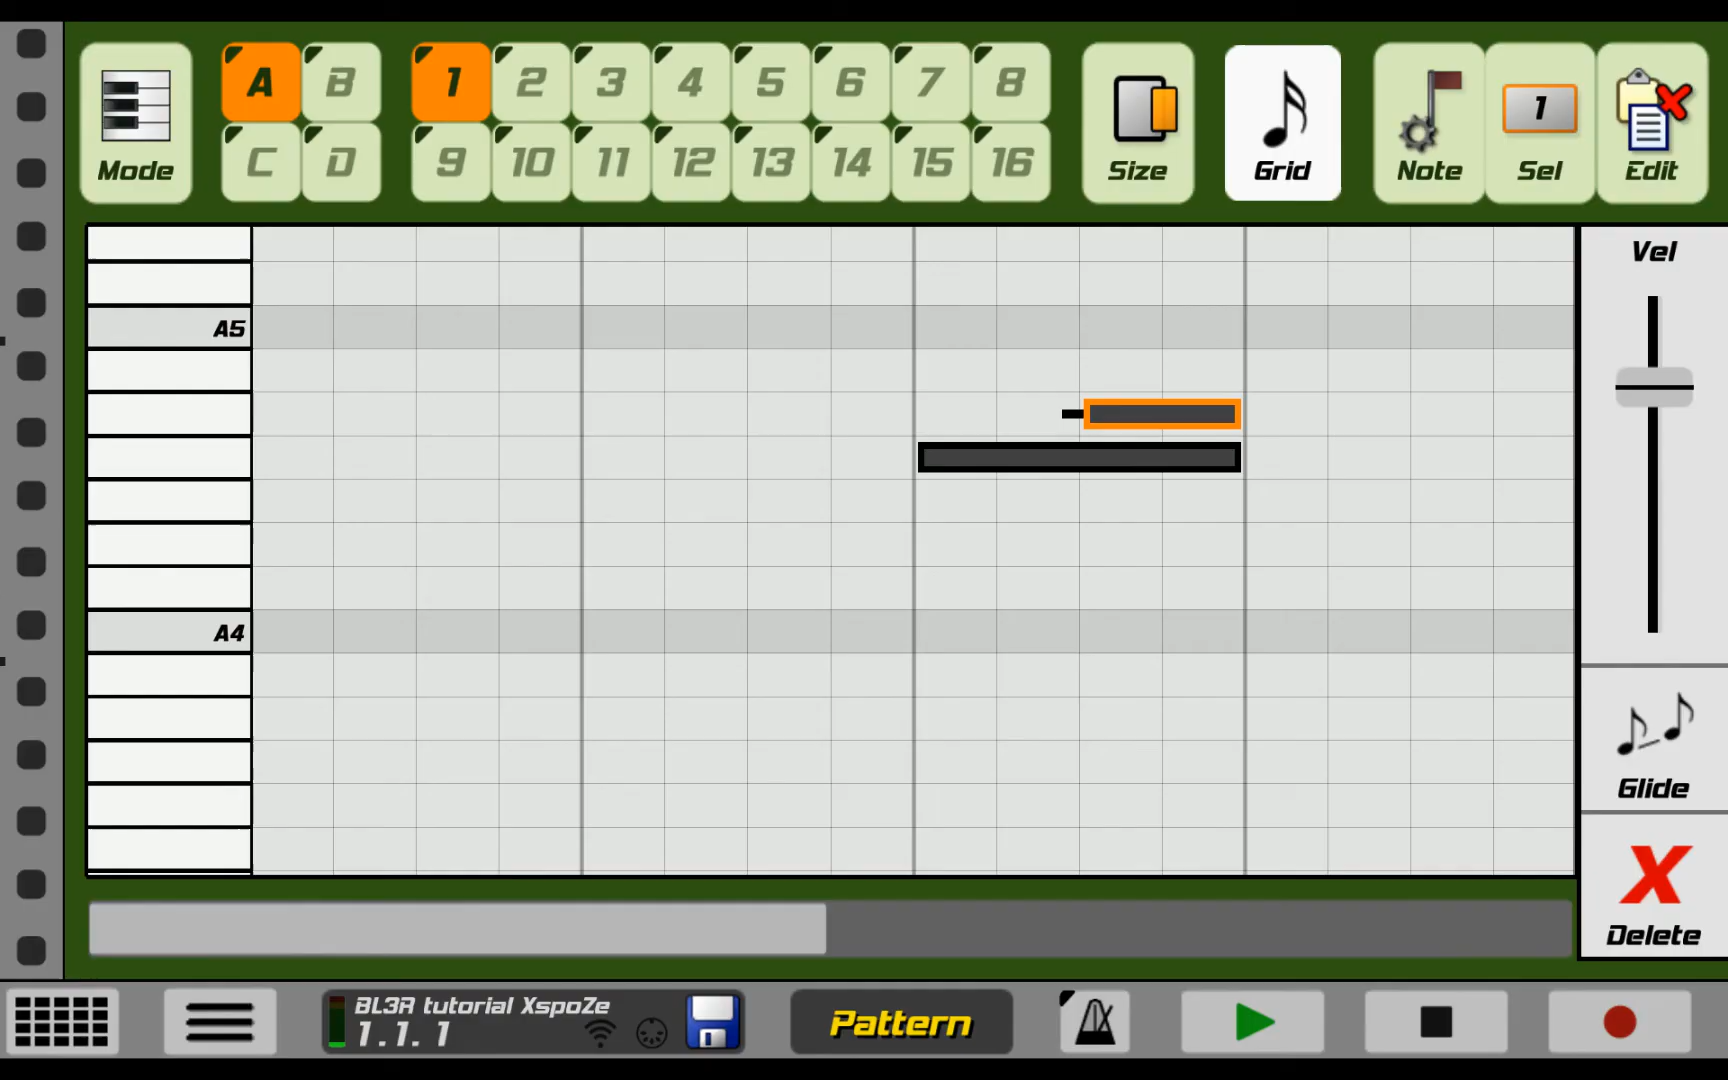 Mode
A B 1 2 3 4 5 6 7 8
C D 9 10 11 12 13 14 15 16
Size
Grid
Note
1
Sel
Edit
Vel
A5
A4
Glide
X
Delete
BL3R tutorial XspoZe
1.1. 1
Pattern